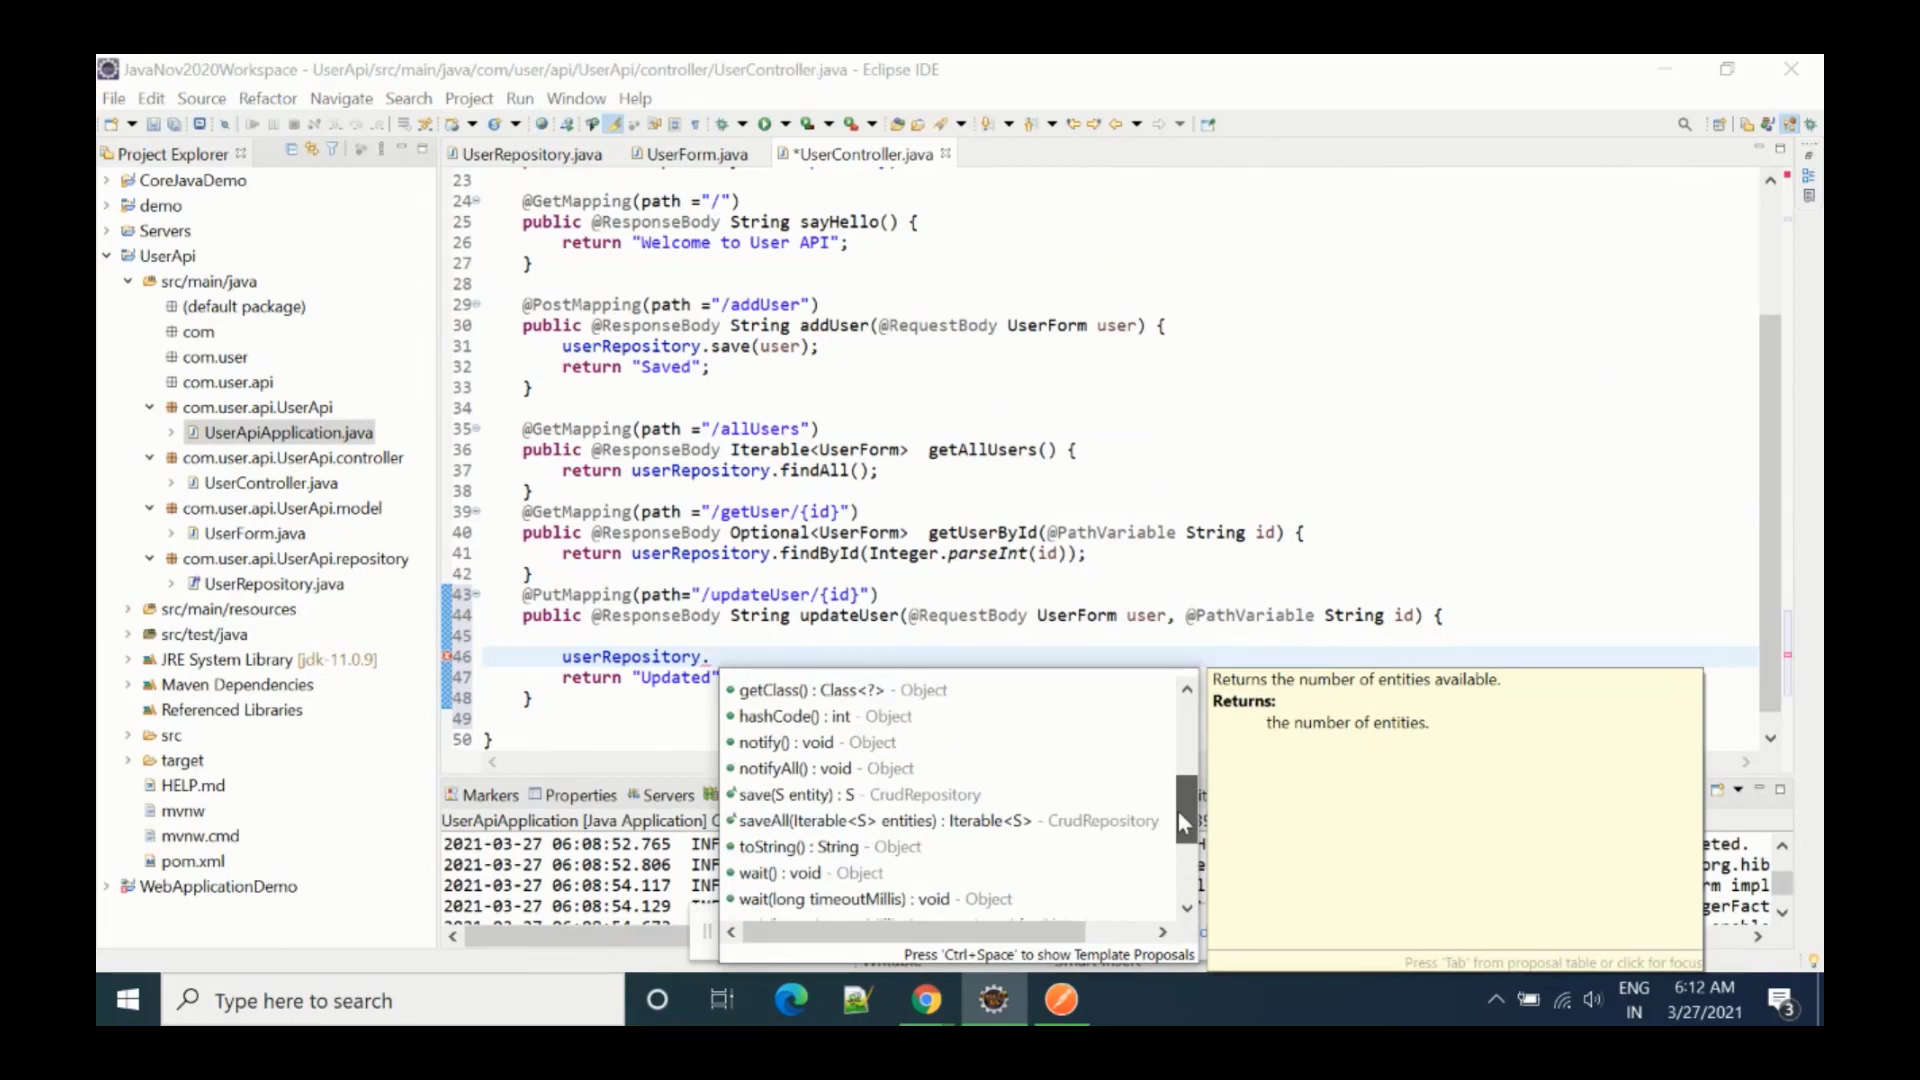 JavaNov2020Workspace - UserApi/src/main/java/com/user/api/UserApi/controller/UserController.java - Eclipse IDE
File Edit Source Refactor Navigate Search Project Run Window Help
Project Explorer
UserRepository.java UserForm.java *UserController.java
CoreJavaDemo
demo
Servers
UserApi
src/main/java
(default package)
com
com.user
com.user.api
com.user.api.UserApi
UserApiApplication.java
com.user.api.UserApi.controller
UserController.java
com.user.api.UserApi.model
UserForm.java
com.user.api.UserApi.repository
UserRepository.java
src/main/resources
src/test/java
JRE System Library [jdk-11.0.9]
Maven Dependencies
Referenced Libraries
src
target
HELP.md
mvnw
mvnw.cmd
pom.xml
WebApplicationDemo
23
24 @GetMapping(path ="/")
25 public @ResponseBody String sayHello() {
26 return "Welcome to User API";
27 }
28
29 @PostMapping(path ="/addUser")
30 public @ResponseBody String addUser(@RequestBody UserForm user) {
31 userRepository.save(user);
32 return "Saved";
33 }
34
35 @GetMapping(path ="/allUsers")
36 public @ResponseBody Iterable<UserForm> getAllUsers() {
37 return userRepository.findAll();
38 }
39 @GetMapping(path ="/getUser/{id}")
40 public @ResponseBody Optional<UserForm> getUserById(@PathVariable String id) {
41 return userRepository.findById(Integer.parseInt(id));
42 }
43 @PutMapping(path="/updateUser/{id}")
44 public @ResponseBody String updateUser(@RequestBody UserForm user, @PathVariable String id) {
45
46 userRepository.
47 return "Updated"
48 }
49
50 }
getClass() : Class<?> - Object
hashCode() : int - Object
notify() : void - Object
notifyAll() : void - Object
save(S entity) : S - CrudRepository
saveAll(Iterable<S> entities) : Iterable<S> - CrudRepository
toString() : String - Object
wait() : void - Object
wait(long timeoutMillis) : void - Object
Press 'Ctrl+Space' to show Template Proposals
Returns the number of entities available.
Returns:
the number of entities.
Press 'Tab' from proposal table or click for focus
Markers Properties Servers
UserApiApplication [Java Application]
2021-03-27 06:08:52.765 INF
2021-03-27 06:08:52.806 INF
2021-03-27 06:08:54.117 INF
2021-03-27 06:08:54.129 INF
eted.
org.hib
rm impl
gerFact
Type here to search
ENG
IN
6:12 AM
3/27/2021
3